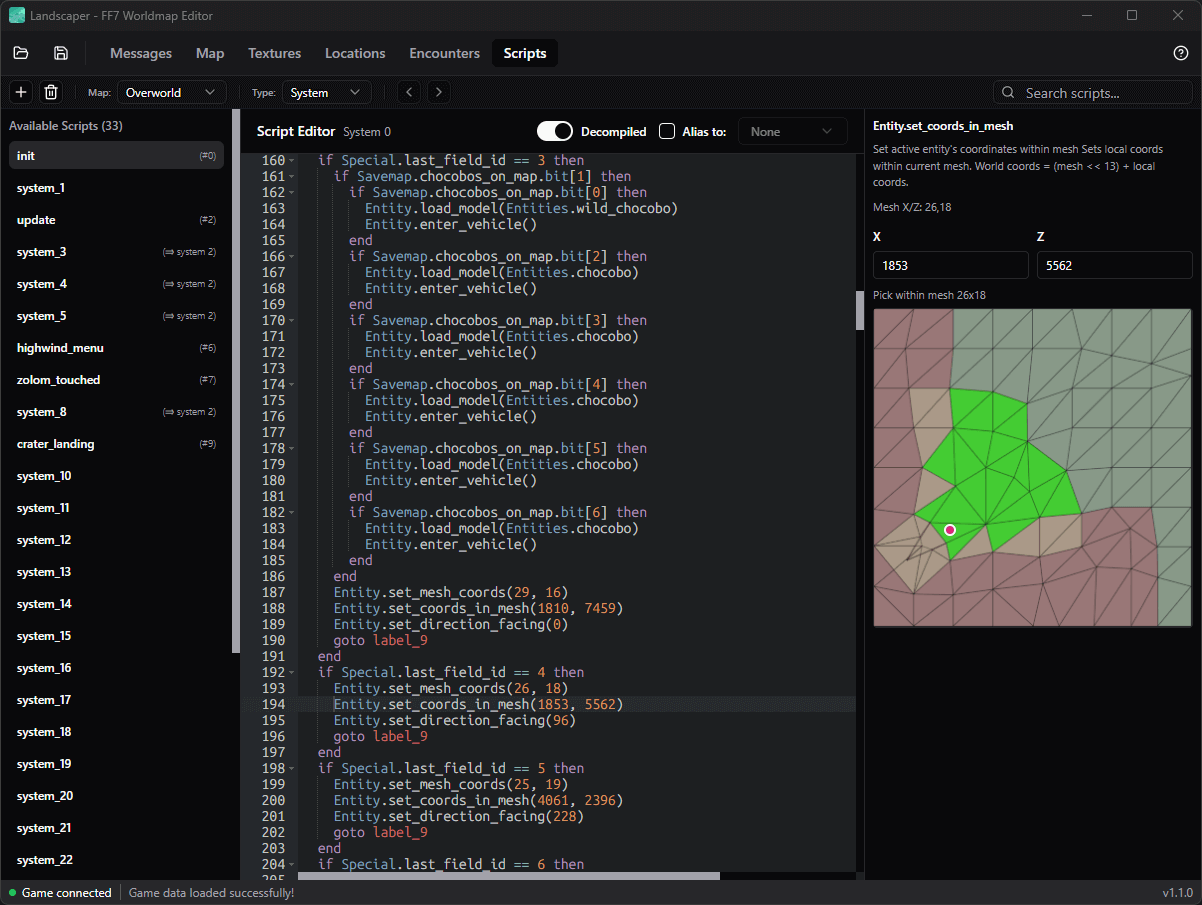 Landscaper - FF7 Worldmap Editor
Messages Map Textures Locations Encounters Scripts
Map: Overworld Type: System Search scripts...
Available Scripts (33)
init (#0)
system_1
update (#2)
system_3 (⇒ system 2)
system_4 (⇒ system 2)
system_5 (⇒ system 2)
highwind_menu (#6)
zolom_touched (#7)
system_8 (⇒ system 2)
crater_landing (#9)
system_10
system_11
system_12
system_13
system_14
system_15
system_16
system_17
system_18
system_19
system_20
system_21
system_22
Script Editor System 0 Decompiled Alias to: None
160 if Special.last_field_id == 3 then
161 if Savemap.chocobos_on_map.bit[1] then
162 if Savemap.chocobos_on_map.bit[0] then
163 Entity.load_model(Entities.wild_chocobo)
164 Entity.enter_vehicle()
165 end
166 if Savemap.chocobos_on_map.bit[2] then
167 Entity.load_model(Entities.chocobo)
168 Entity.enter_vehicle()
169 end
170 if Savemap.chocobos_on_map.bit[3] then
171 Entity.load_model(Entities.chocobo)
172 Entity.enter_vehicle()
173 end
174 if Savemap.chocobos_on_map.bit[4] then
175 Entity.load_model(Entities.chocobo)
176 Entity.enter_vehicle()
177 end
178 if Savemap.chocobos_on_map.bit[5] then
179 Entity.load_model(Entities.chocobo)
180 Entity.enter_vehicle()
181 end
182 if Savemap.chocobos_on_map.bit[6] then
183 Entity.load_model(Entities.chocobo)
184 Entity.enter_vehicle()
185 end
186 end
187 Entity.set_mesh_coords(29, 16)
188 Entity.set_coords_in_mesh(1810, 7459)
189 Entity.set_direction_facing(0)
190 goto label_9
191 end
192 if Special.last_field_id == 4 then
193 Entity.set_mesh_coords(26, 18)
194 Entity.set_coords_in_mesh(1853, 5562)
195 Entity.set_direction_facing(96)
196 goto label_9
197 end
198 if Special.last_field_id == 5 then
199 Entity.set_mesh_coords(25, 19)
200 Entity.set_coords_in_mesh(4061, 2396)
201 Entity.set_direction_facing(228)
202 goto label_9
203 end
204 if Special.last_field_id == 6 then
205
Entity.set_coords_in_mesh
Set active entity's coordinates within mesh Sets local coords
within current mesh. World coords = (mesh << 13) + local
coords.
Mesh X/Z: 26,18
X Z
1853 5562
Pick within mesh 26x18
Game connected Game data loaded successfully! v1.1.0